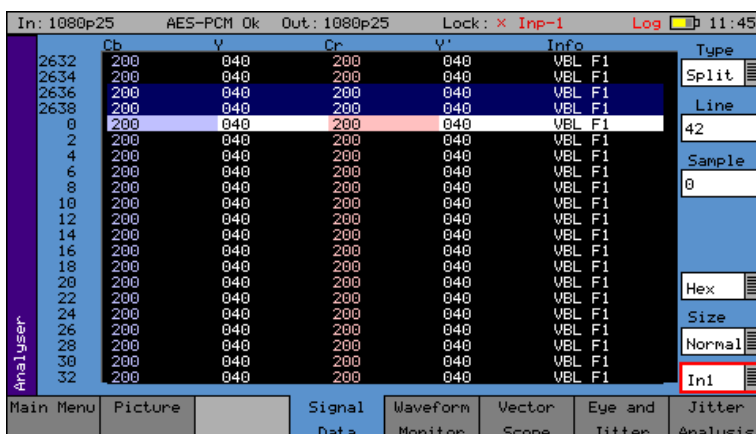 In: 1080p25 AES-PCM Ok Out: 1080p25 Lock: × Inp-1 Log 11:45
Cb Y Cr Y' Info Type
2632 200 040 200 040 VBL F1
2634 200 040 200 040 VBL F1 Split
2636 200 040 200 040 VBL F1
2638 200 040 200 040 VBL F1 Line
0 200 040 200 040 VBL F1 42
2 200 040 200 040 VBL F1
4 200 040 200 040 VBL F1 Sample
6 200 040 200 040 VBL F1
8 200 040 200 040 VBL F1 0
10 200 040 200 040 VBL F1
12 200 040 200 040 VBL F1
14 200 040 200 040 VBL F1
16 200 040 200 040 VBL F1
18 200 040 200 040 VBL F1
20 200 040 200 040 VBL F1 Hex
22 200 040 200 040 VBL F1
24 200 040 200 040 VBL F1 Size
26 200 040 200 040 VBL F1
28 200 040 200 040 VBL F1 Normal
30 200 040 200 040 VBL F1
32 200 040 200 040 VBL F1 In1
Analyser
Main Menu Picture Signal Waveform Vector Eye and Jitter
Data Monitor Scope Jitter Analysis